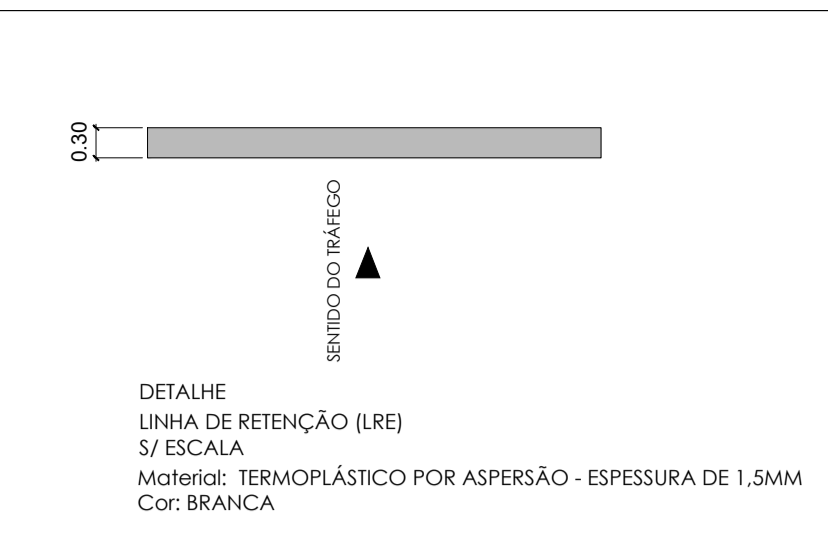 0.30
SENTIDO DO TRÁFEGO
DETALHE
LINHA DE RETENÇÃO (LRE)
S/ ESCALA
Material: TERMOPLÁSTICO POR ASPERSÃO - ESPESSURA DE 1,5MM
Cor: BRANCA